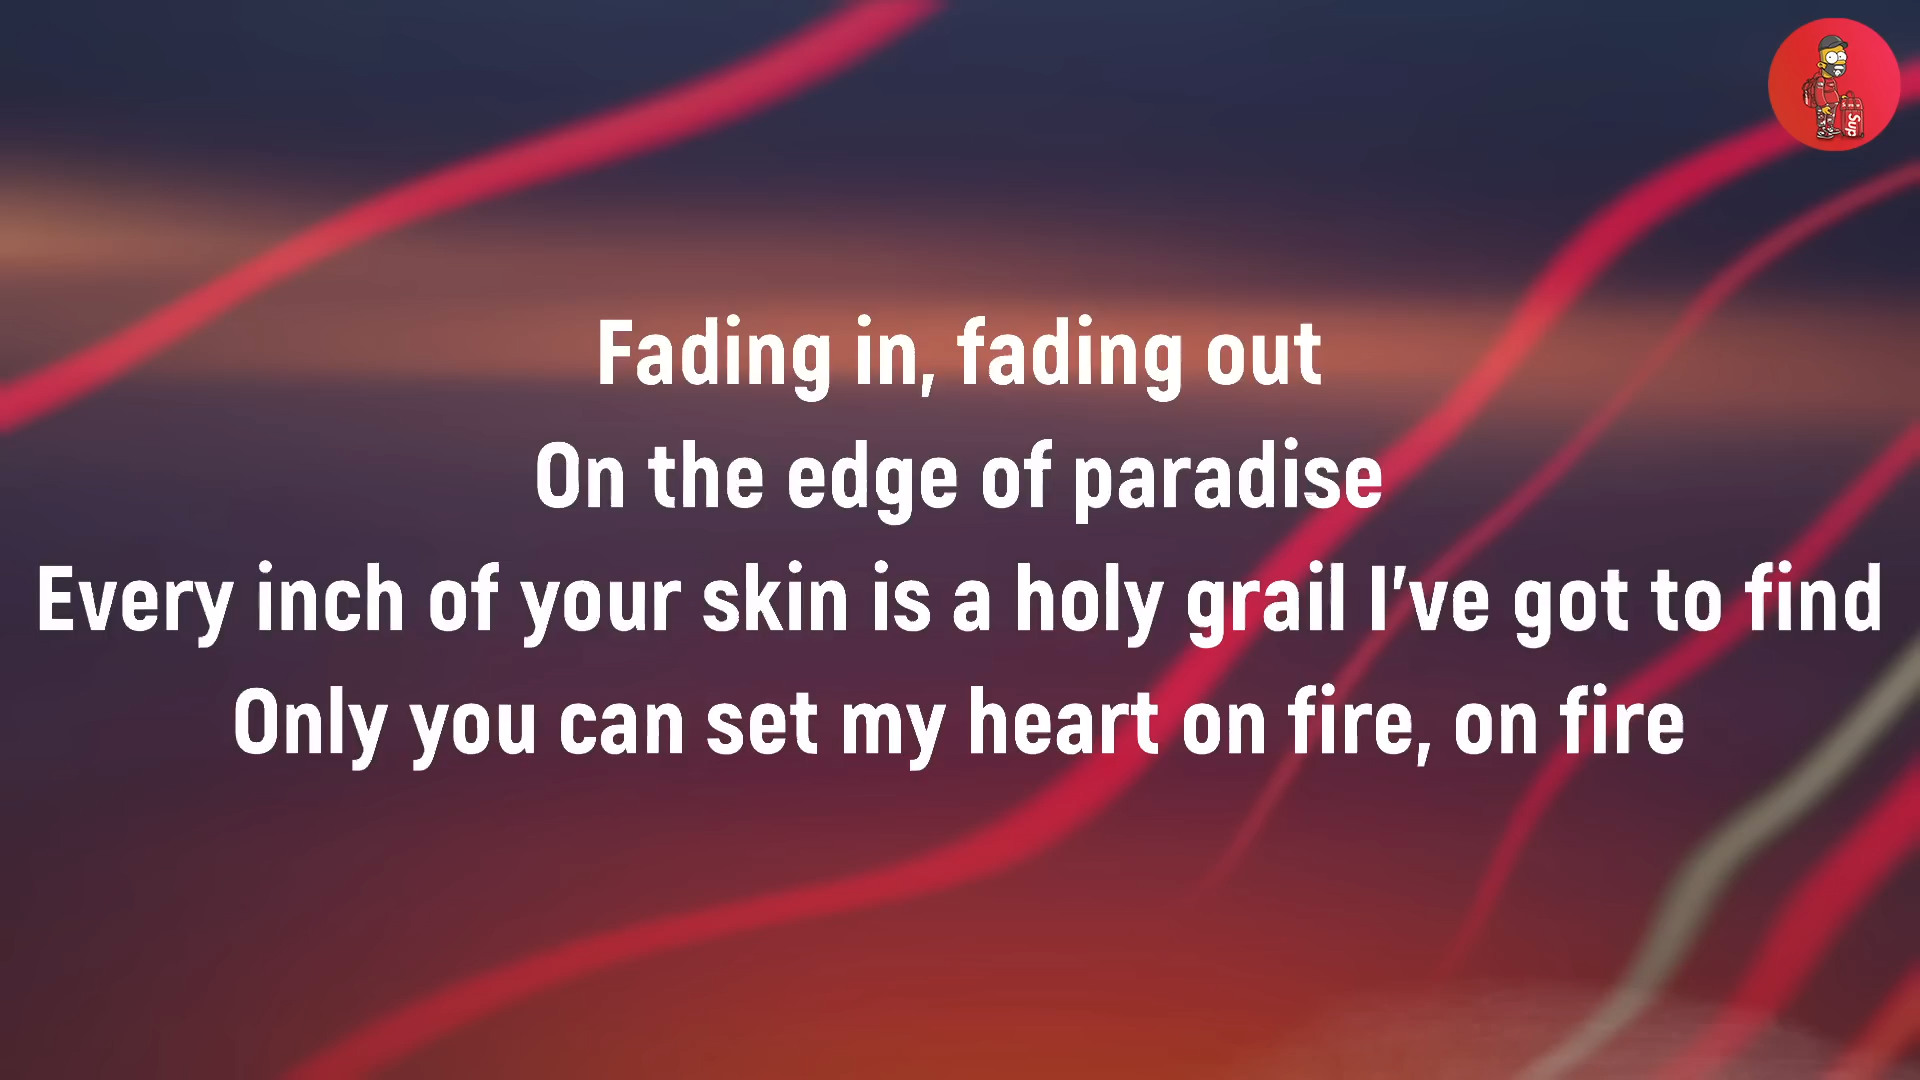 Sup
Fading in, fading out
On the edge of paradise
Every inch of your skin is a holy grail I've got to find
Only you can set my heart on fire, on fire